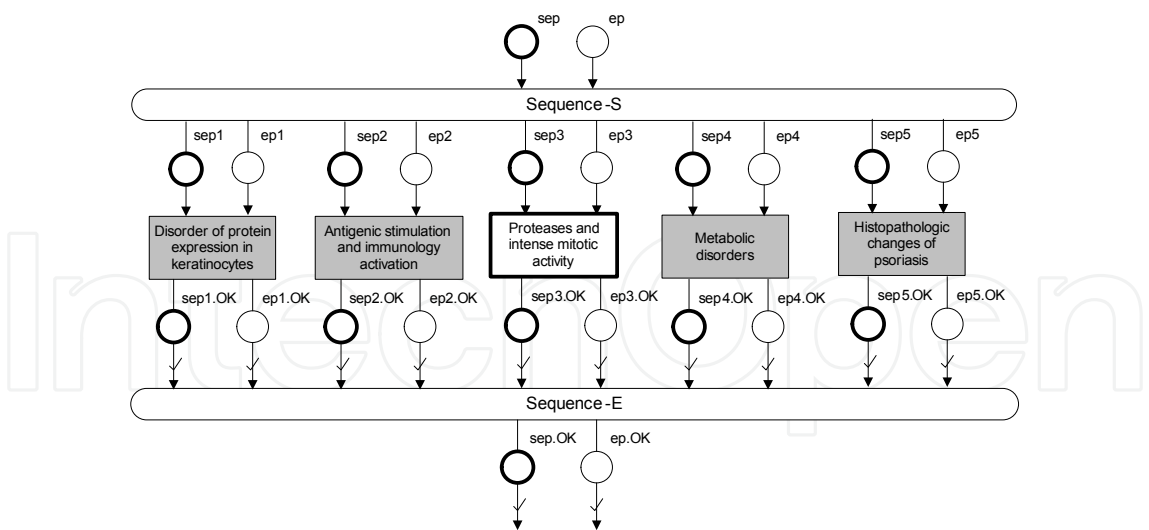 sep ep
Sequence-S
sep1 ep1 sep2 ep2 sep3 ep3 sep4 ep4 sep5 ep5
Disorder of protein
expression in
keratinocytes
Antigenic stimulation
and immunology
activation
Proteases and
intense mitotic
activity
Metabolic
disorders
Histopathologic
changes of
psoriasis
sep1.OK ep1.OK sep2.OK ep2.OK sep3.OK ep3.OK sep4.OK ep4.OK sep5.OK ep5.OK
Sequence-E
sep.OK ep.OK
IntechOpen